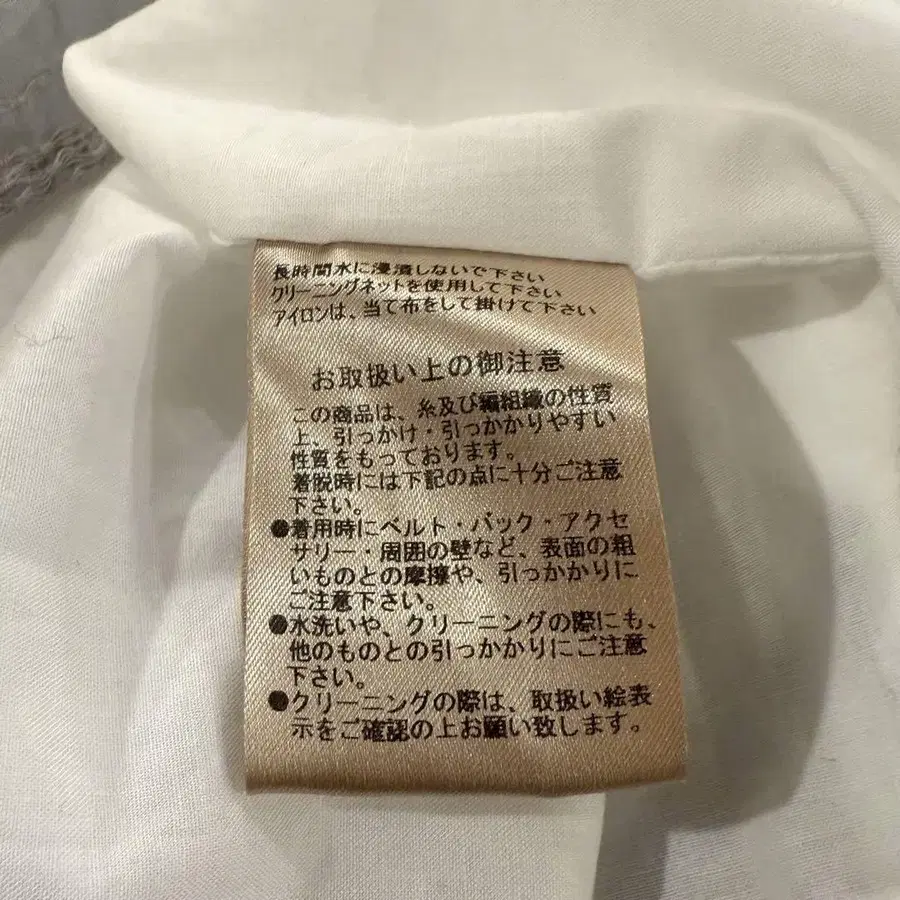 長時間水に浸漬しないで下さい
クリーニングネットを使用して下さい
アイロンは、当て布をして掛けて下さい
お取扱い上の御注意
この商品は、糸及び編組織の性質
上、引っかけ・引っかかりやすい
性質をもっております。
着脱時には下記の点に十分ご注意
下さい。
●着用時にベルト・バック・アクセ
サリー・周囲の壁など、表面の粗
いものとの摩擦や、引っかかりに
ご注意下さい。
●水洗いや、クリーニングの際にも、
他のものとの引っかかりにご注意
下さい。
●クリーニングの際は、取扱い絵表
示をご確認の上お願い致します。